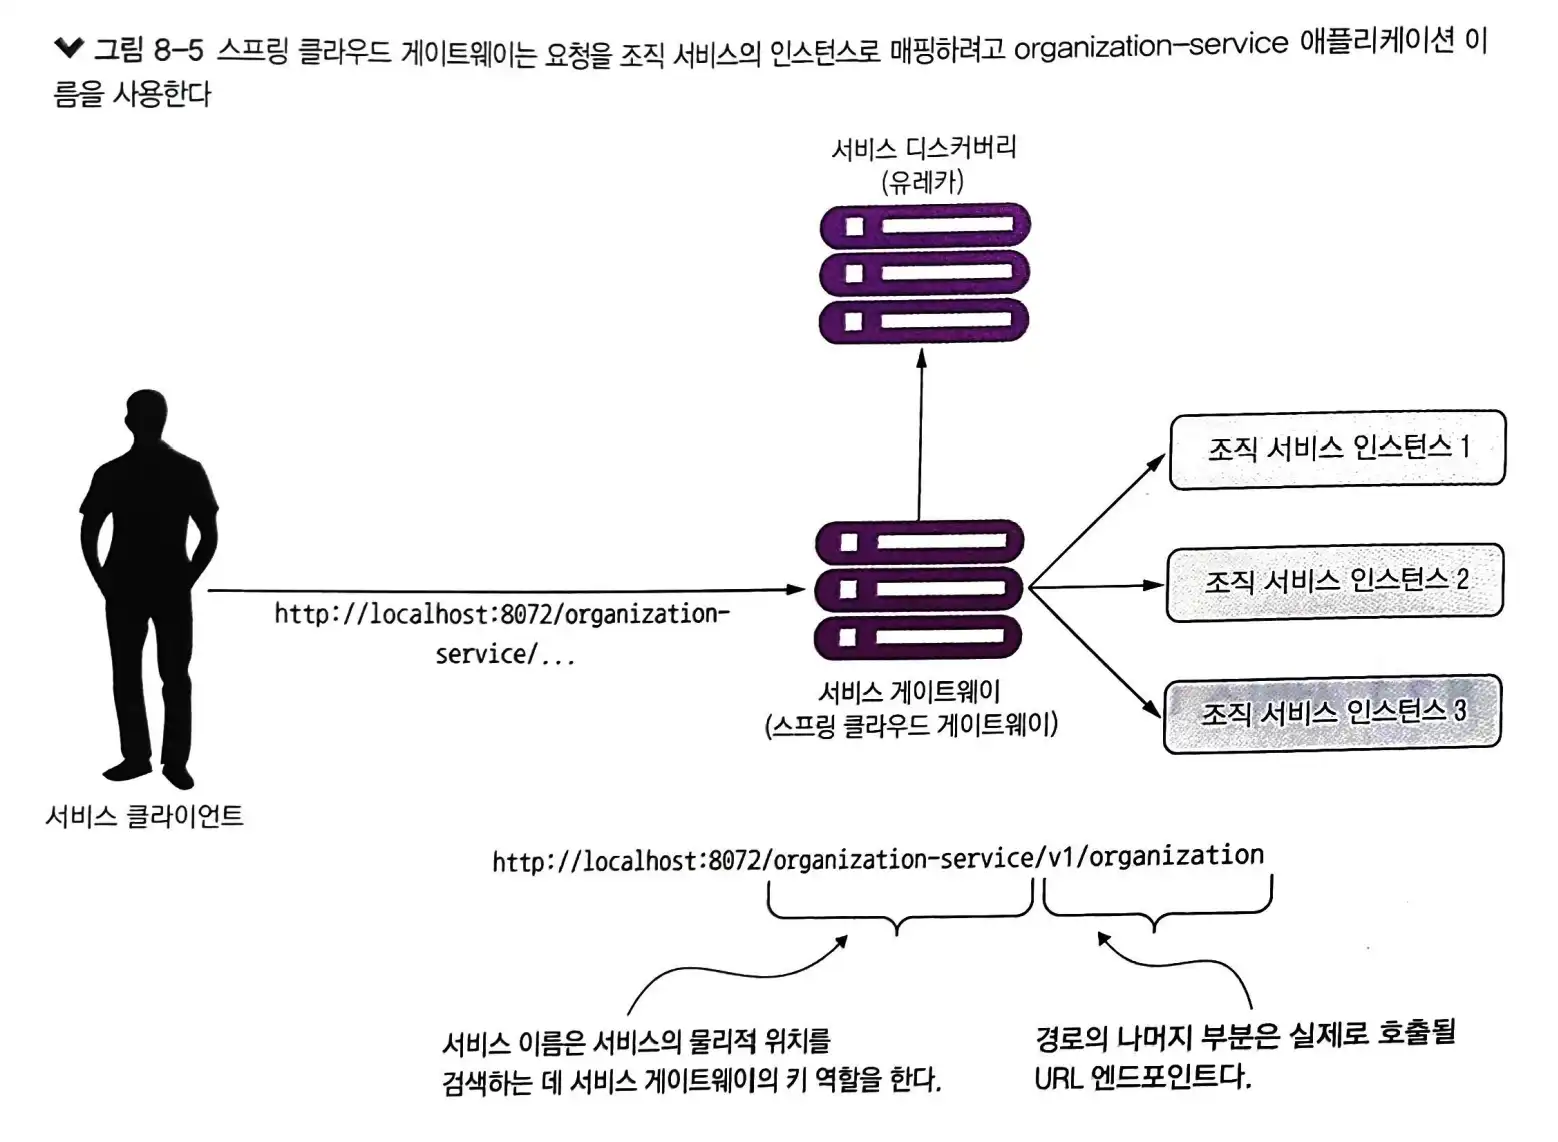 그림 8-5 스프링 클라우드 게이트웨이는 요청을 조직 서비스의 인스턴스로 매핑하려고 organization-service 애플리케이션 이
름을 사용한다
서비스 디스커버리
(유레카)
조직 서비스 인스턴스 1
조직 서비스 인스턴스 2
조직 서비스 인스턴스 3
http://localhost:8072/organization-
service/...
서비스 게이트웨이
(스프링 클라우드 게이트웨이)
서비스 클라이언트
http://localhost:8072/organization-service/v1/organization
서비스 이름은 서비스의 물리적 위치를
검색하는 데 서비스 게이트웨이의 키 역할을 한다.
경로의 나머지 부분은 실제로 호출될
URL 엔드포인트다.